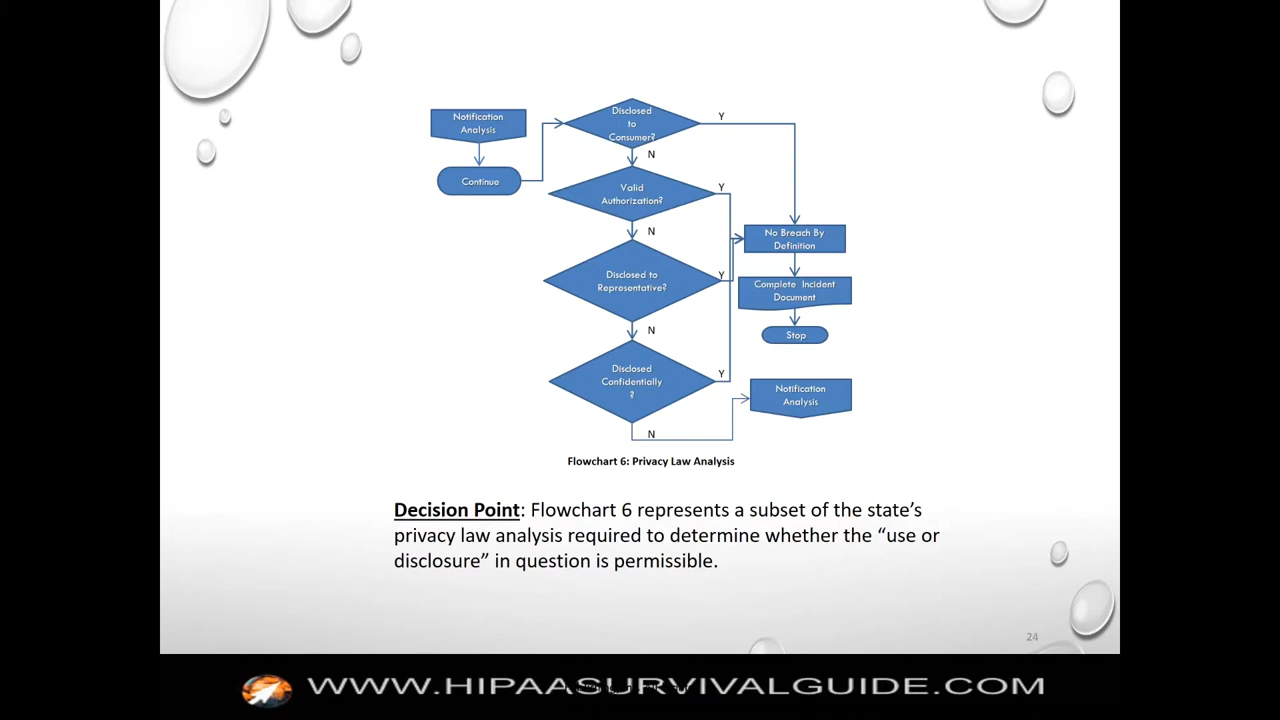 Notification
Analysis
Continue
Disclosed
to
Consumer?
Y
N
Valid
Authorization?
Y
N
Disclosed to
Representative?
Y
N
Disclosed
Confidentially
?
Y
N
No Breach By
Definition
Complete Incident
Document
Stop
Notification
Analysis
Flowchart 6: Privacy Law Analysis
Decision Point: Flowchart 6 represents a subset of the state’s
privacy law analysis required to determine whether the “use or
disclosure” in question is permissible.
24
WWW.HIPAASURVIVALGUIDE.COM